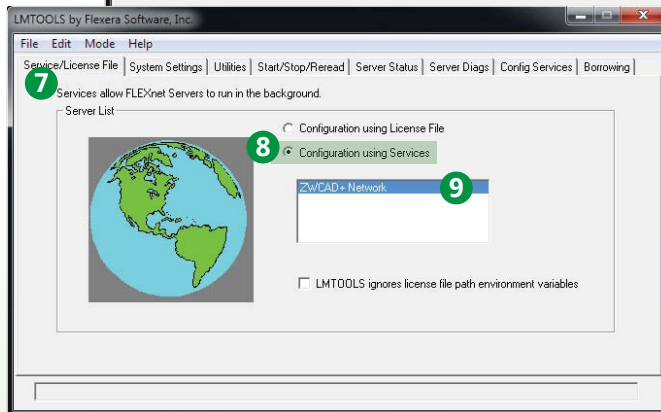 LMTOOLS by Flexera Software, Inc.
File Edit Mode Help
Service/License File System Settings Utilities Start/Stop/Reread Server Status Server Diags Config Services Borrowing
7
Services allow FLEXnet Servers to run in the background.
Server List
Configuration using License File
8
Configuration using Services
ZWCAD+ Network
9
LMTOOLS ignores license file path environment variables